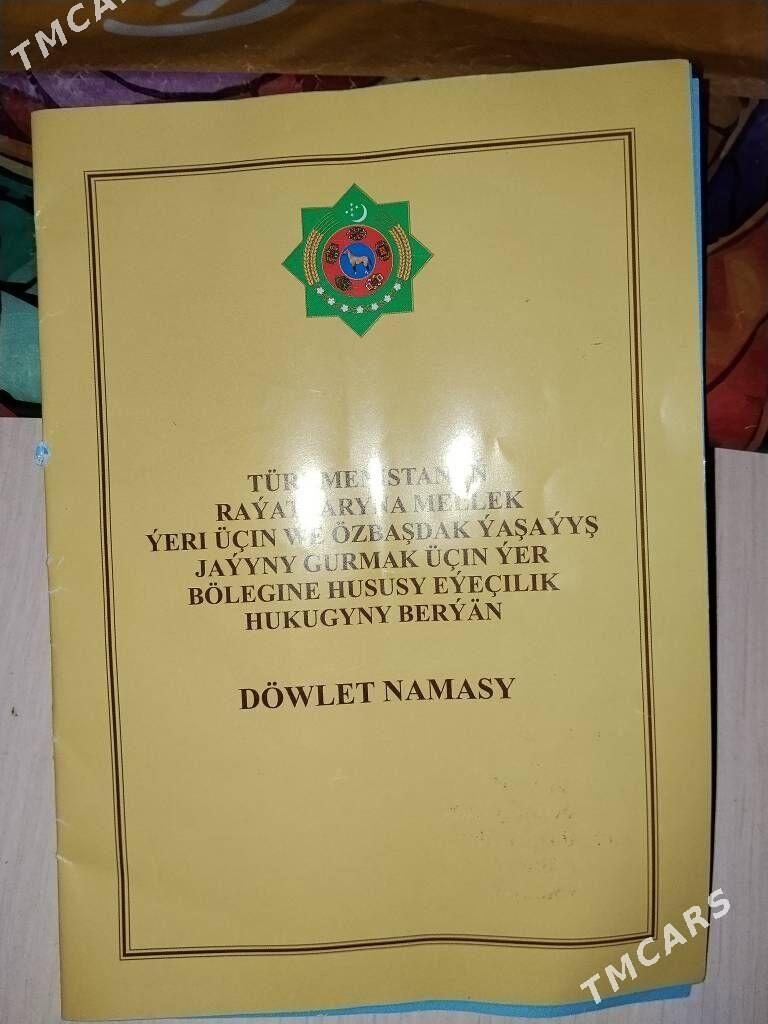 TMCARS
TÜRKMENISTANYŇ
RAÝATLARYNA MELLEK
ÝERI ÜÇIN WE ÖZBAŞDAK ÝAŞAÝYŞ
JAÝYNY GURMAK ÜÇIN ÝER
BÖLEGINE HUSUSY EÝEÇILIK
HUKUGYNY BERÝÄN
DÖWLET NAMASY
TMCARS